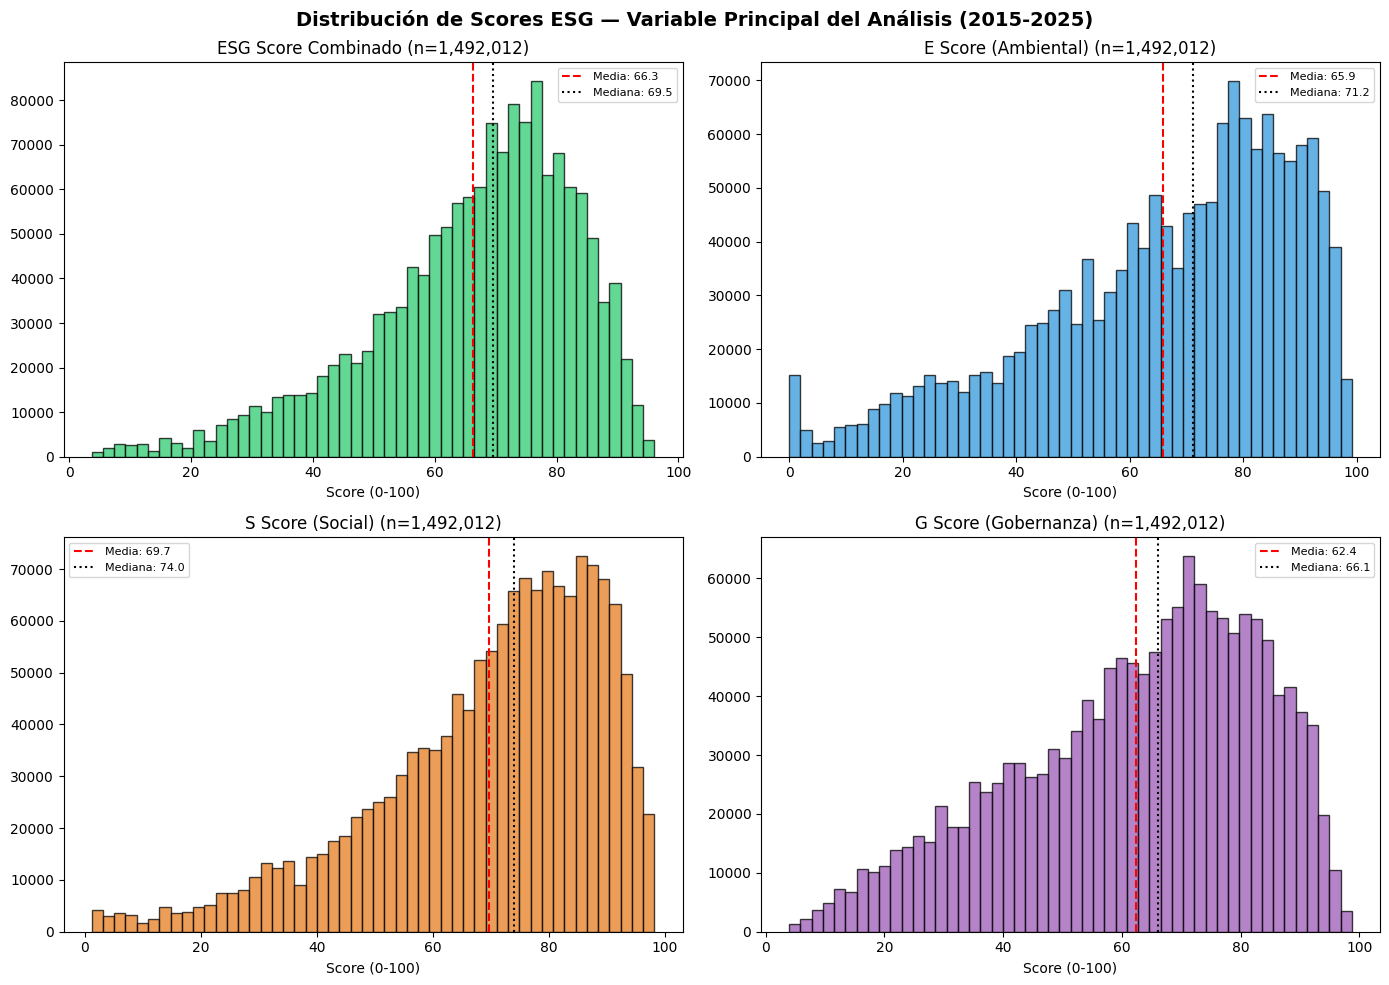 Distribución de Scores ESG — Variable Principal del Análisis (2015-2025)
ESG Score Combinado (n=1,492,012)
Media: 66.3
Mediana: 69.5
80000
70000
60000
50000
40000
30000
20000
10000
0
0 20 40 60 80 100
Score (0-100)
E Score (Ambiental) (n=1,492,012)
Media: 65.9
Mediana: 71.2
70000
60000
50000
40000
30000
20000
10000
0
0 20 40 60 80 100
Score (0-100)
S Score (Social) (n=1,492,012)
Media: 69.7
Mediana: 74.0
70000
60000
50000
40000
30000
20000
10000
0
0 20 40 60 80 100
Score (0-100)
G Score (Gobernanza) (n=1,492,012)
Media: 62.4
Mediana: 66.1
60000
50000
40000
30000
20000
10000
0
0 20 40 60 80 100
Score (0-100)